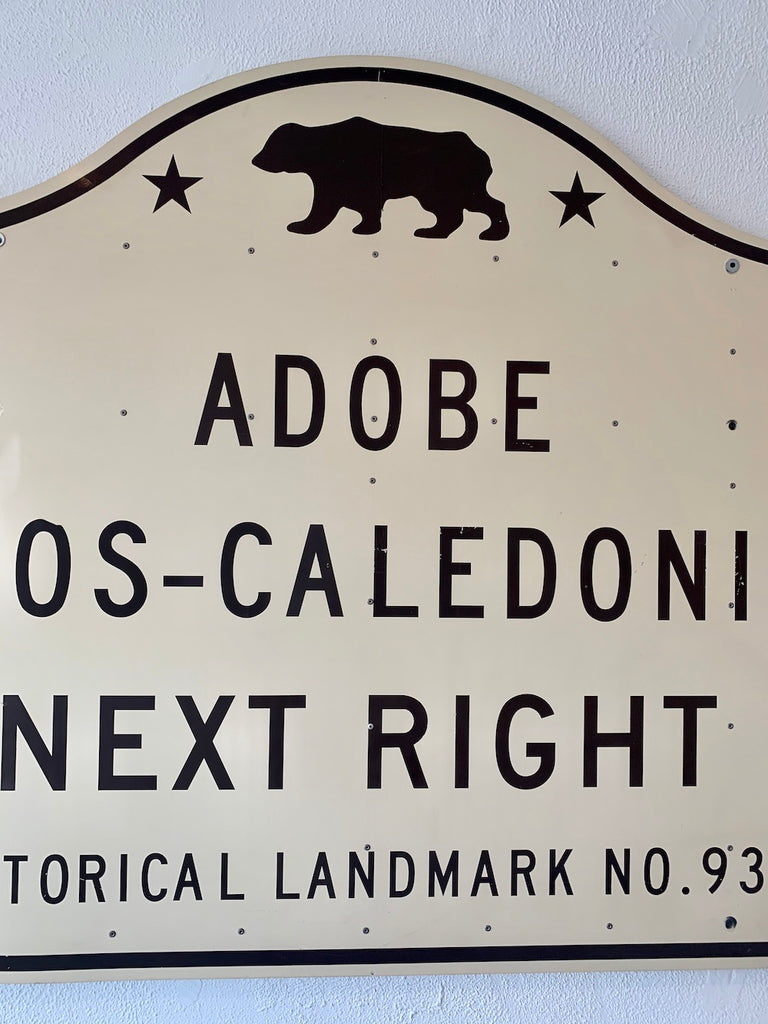 ADOBE
OS-CALEDONI
NEXT RIGHT
TORICAL LANDMARK NO. 93